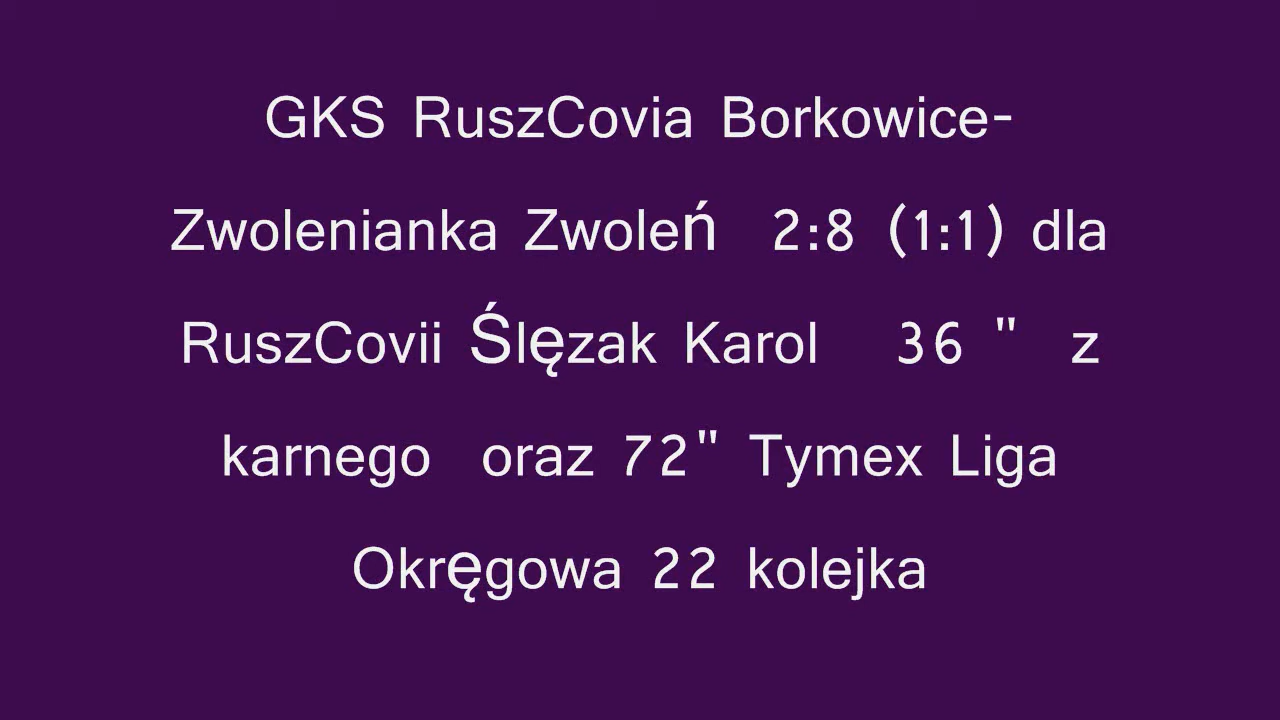 GKS RuszCovia Borkowice-
Zwolenianka Zwoleń 2:8 (1:1) dla
RuszCovii Ślęzak Karol 36 " z
karnego oraz 72" Tymex Liga
Okręgowa 22 kolejka